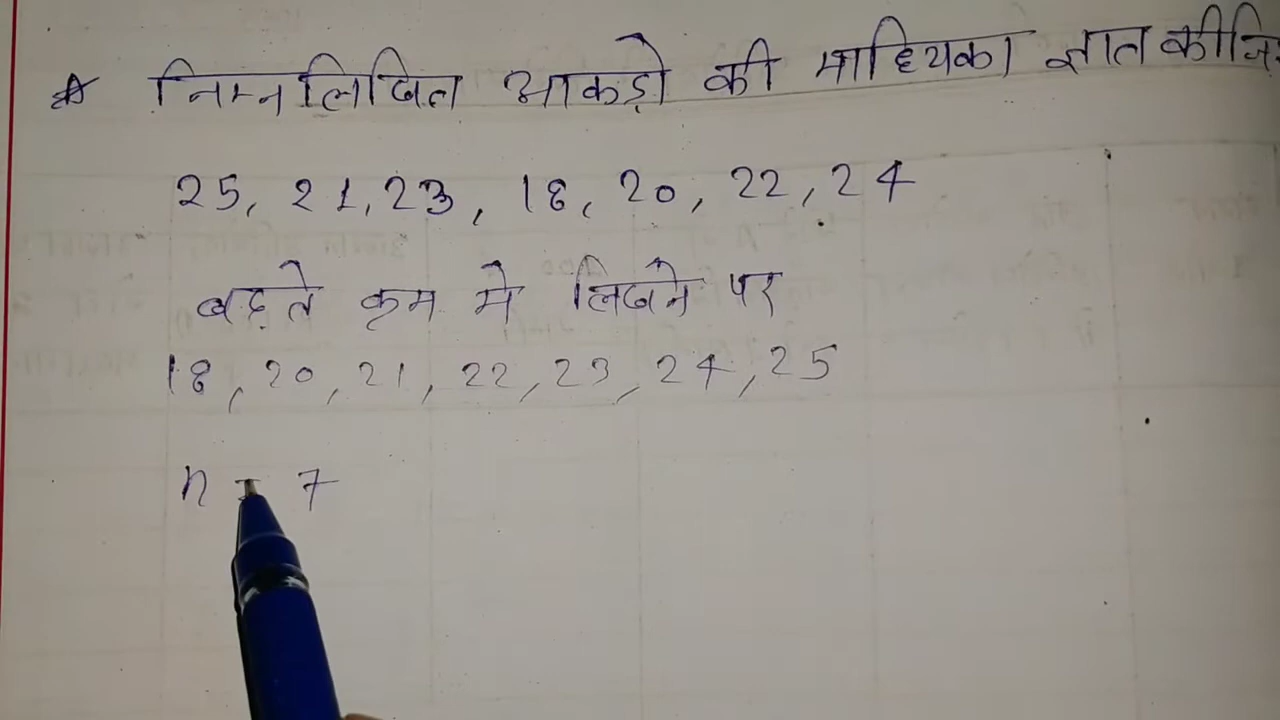 ☆ निम्नलिखित आकड़ो की माध्यिका ज्ञात कीजि
25, 21, 23, 18, 20, 22, 24
बढ़ते क्रम मे लिखने पर
18, 20, 21, 22, 23, 24, 25
n = 7